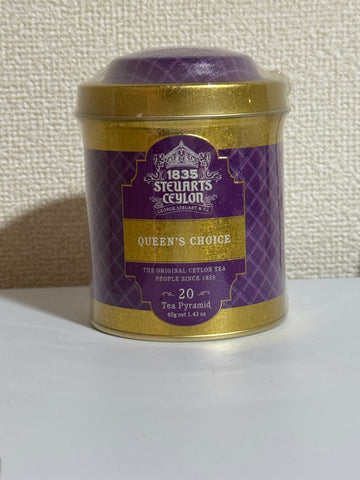 1835
STEUARTS
CEYLON
GEORGE STEUART & CO.
QUEEN'S CHOICE
THE ORIGINAL CEYLON TEA
PEOPLE SINCE 1835
20
Tea Pyramid
40g net 1.43 oz